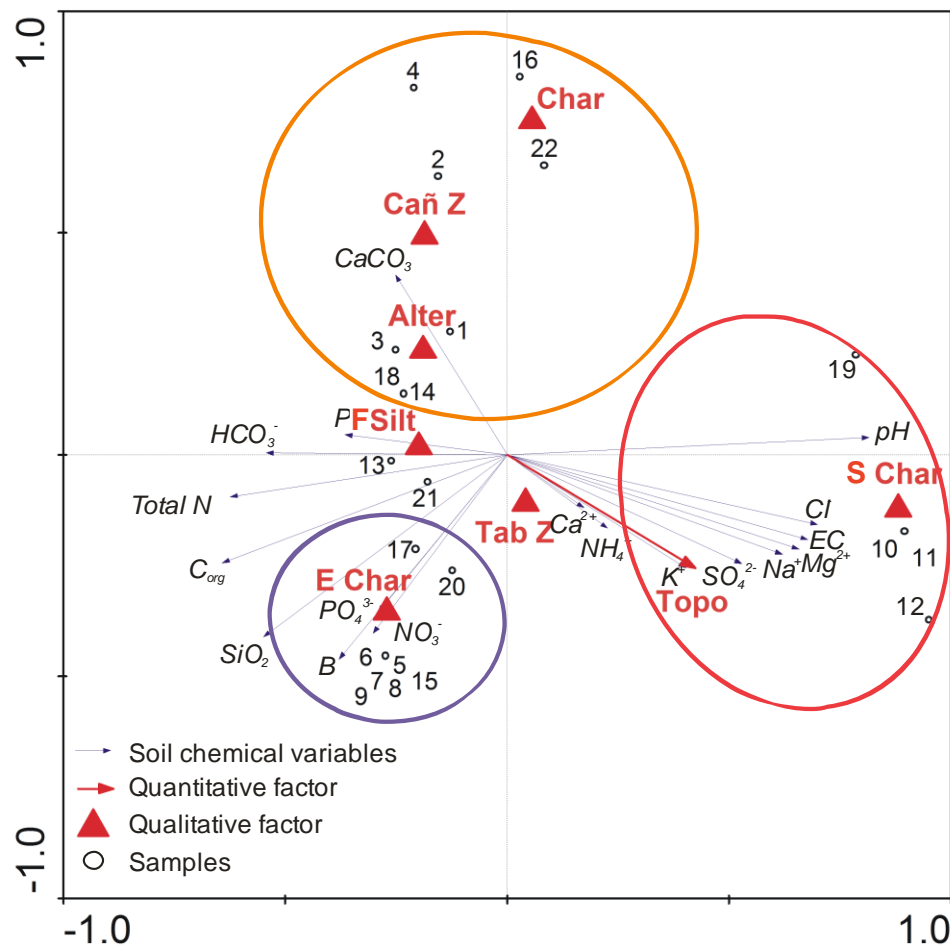 1.0
4
16
Char
22
2
Cañ Z
CaCO₃
Alter
1
3
18
14
19
P
FSilt
HCO₃⁻
pH
13
S Char
21
Total N
Cl
Tab Z
Ca²⁺
EC
10
11
NH₄
17
Corg
K⁺
SO₄²⁻
Na⁺
Mg²⁺
E Char
20
Topo
PO₄³⁻
12
NO₃⁻
SiO₂
B
6
5
7
15
9
8
Soil chemical variables
Quantitative factor
Qualitative factor
Samples
-1.0
-1.0
1.0